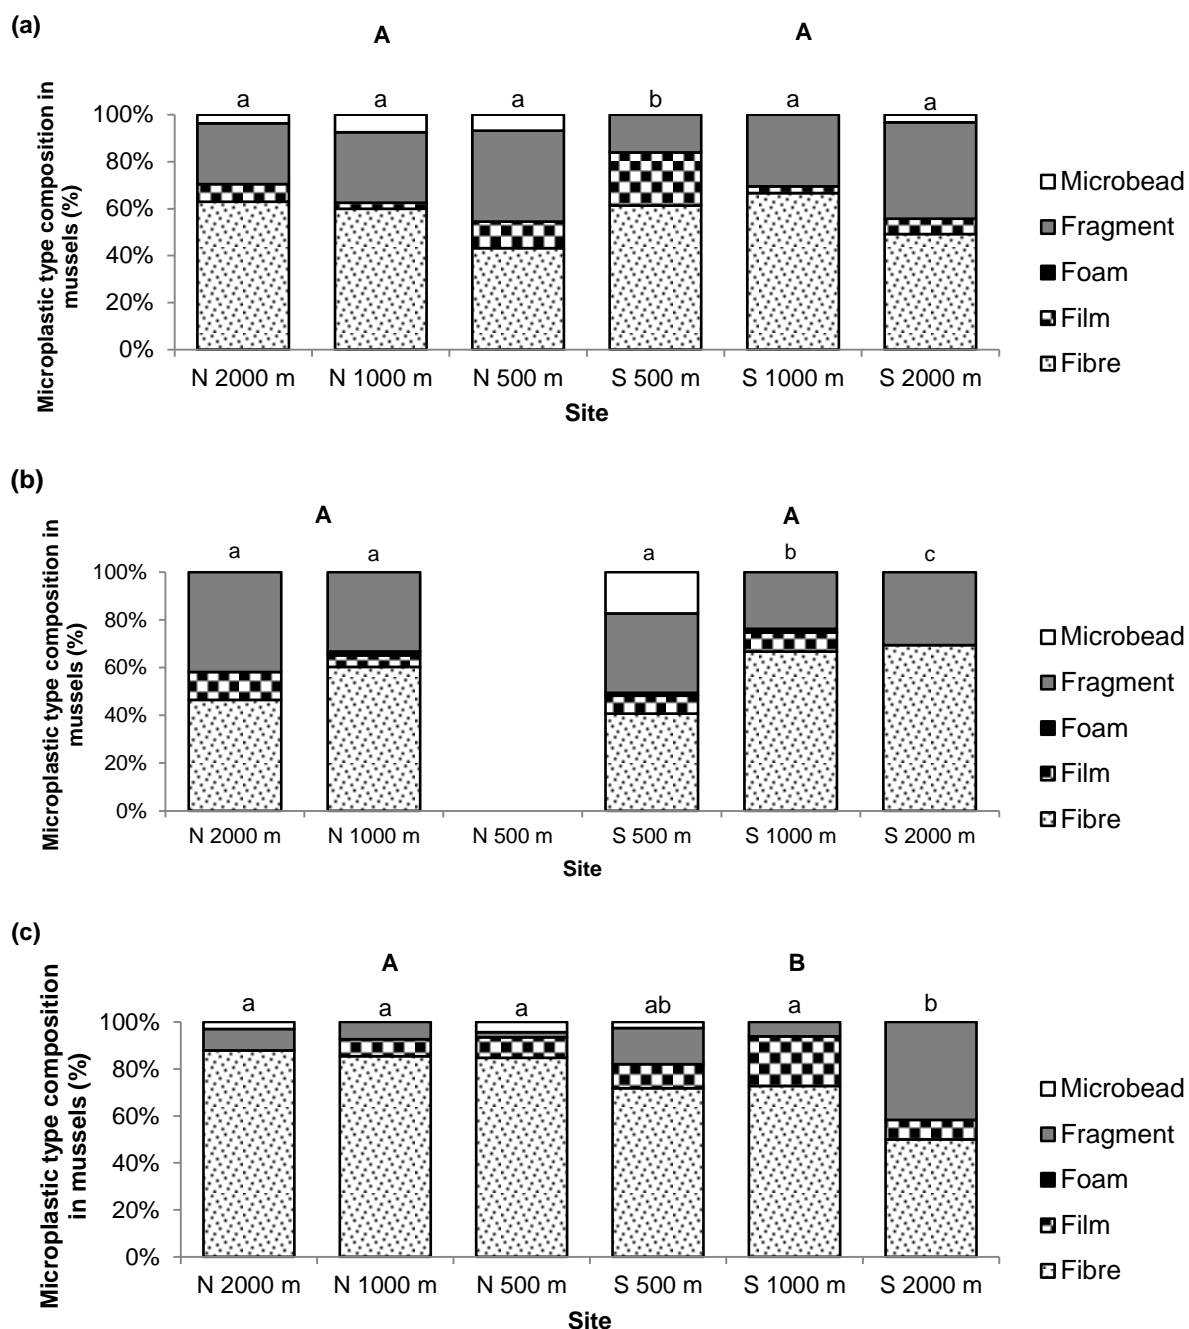 (a)
A A
a a a b a a
Microplastic type composition in
mussels (%)
100%
80%
60%
40%
20%
0%
N 2000 m N 1000 m N 500 m S 500 m S 1000 m S 2000 m
Site
Microbead
Fragment
Foam
Film
Fibre
(b)
A A
a a a b c
Microplastic type composition in
mussels (%)
100%
80%
60%
40%
20%
0%
N 2000 m N 1000 m N 500 m S 500 m S 1000 m S 2000 m
Site
Microbead
Fragment
Foam
Film
Fibre
(c)
A B
a a a ab a b
Microplastic type composition
in mussels (%)
100%
80%
60%
40%
20%
0%
N 2000 m N 1000 m N 500 m S 500 m S 1000 m S 2000 m
Site
Microbead
Fragment
Foam
Film
Fibre